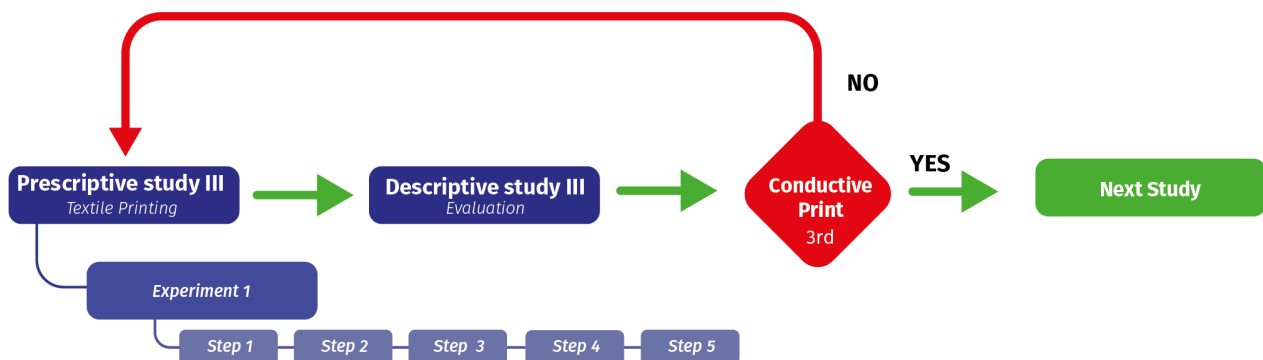 NO
Prescriptive study III
Textile Printing
Descriptive study III
Evaluation
Conductive
Print
3rd
YES
Next Study
Experiment 1
Step 1
Step 2
Step 3
Step 4
Step 5